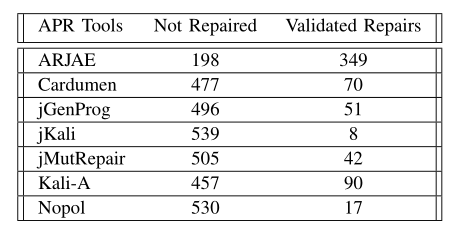 APR Tools Not Repaired Validated Repairs
ARJAE 198 349
Cardumen 477 70
jGenProg 496 51
jKali 539 8
jMutRepair 505 42
Kali-A 457 90
Nopol 530 17